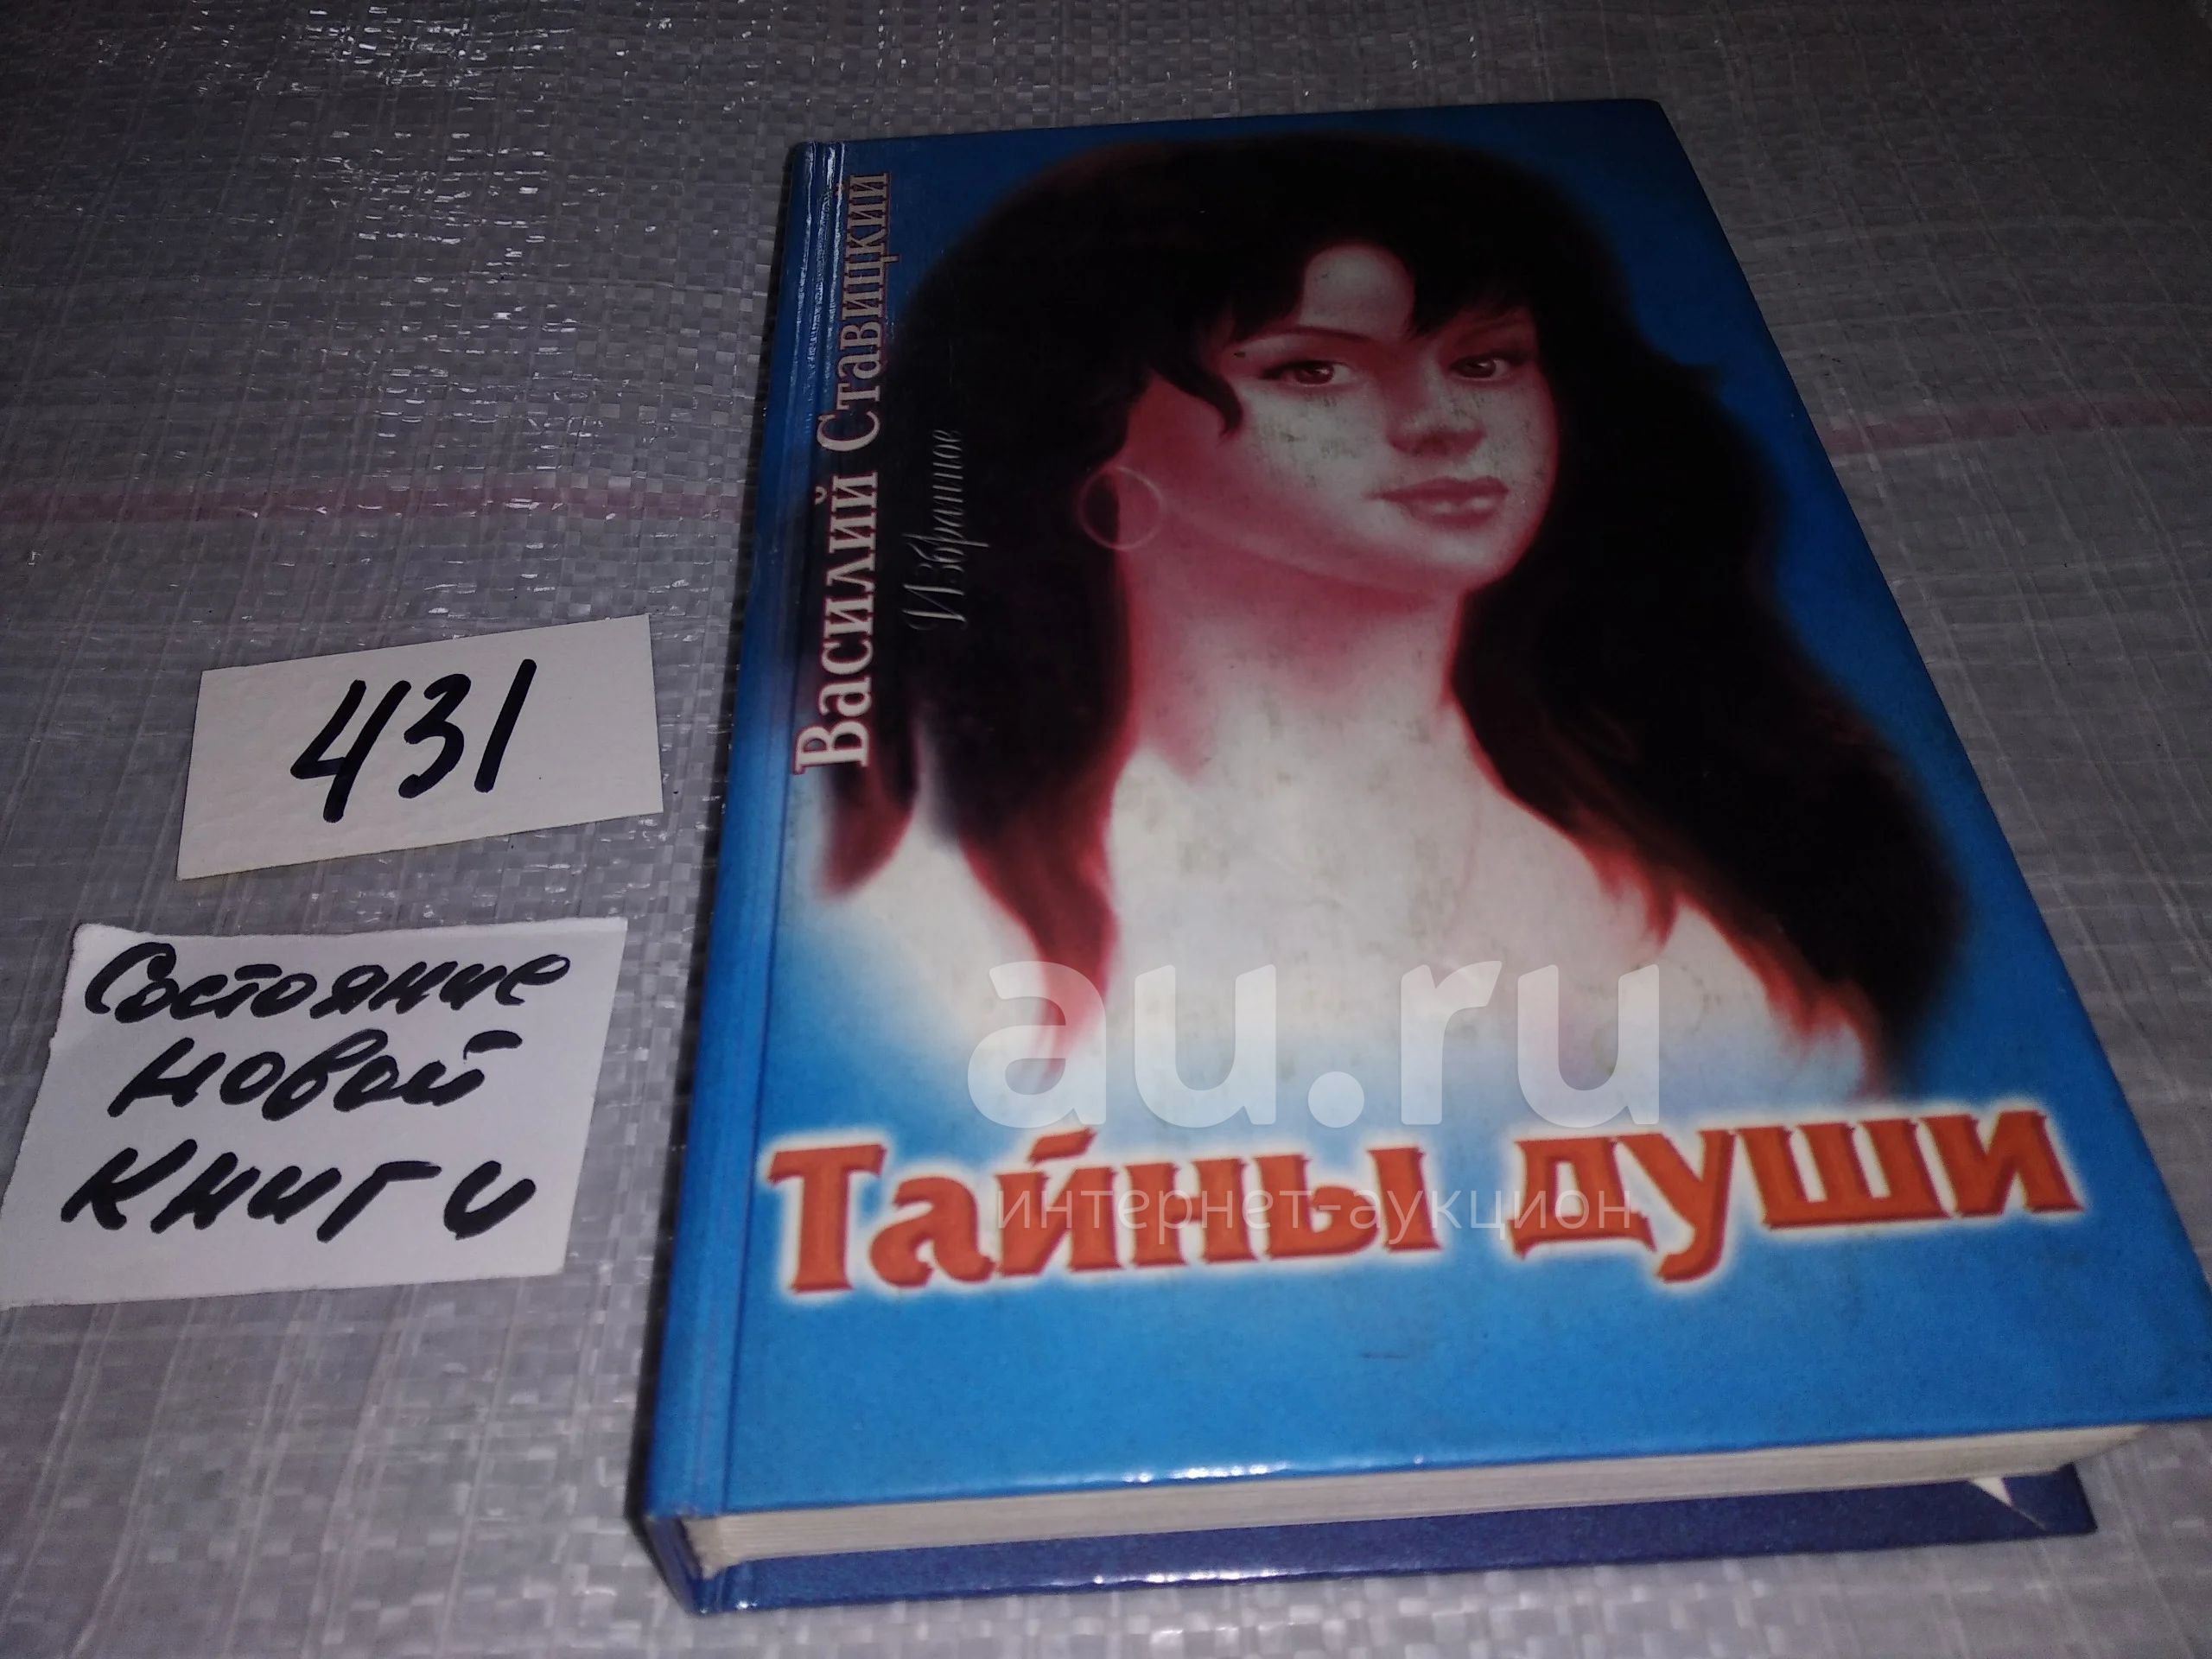 Василий Ставицкий
Избранное
431
Состояние
новой
книги
au.ru
интернет-аукцион
Тайны души